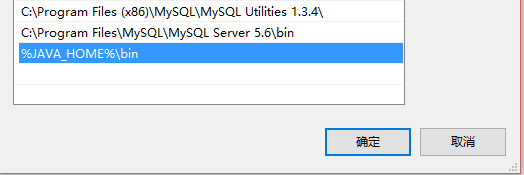 C:\Program Files (x86)\MySQL\MySQL Utilities 1.3.4\
C:\Program Files\MySQL\MySQL Server 5.6\bin
%JAVA_HOME%\bin
确定 取消